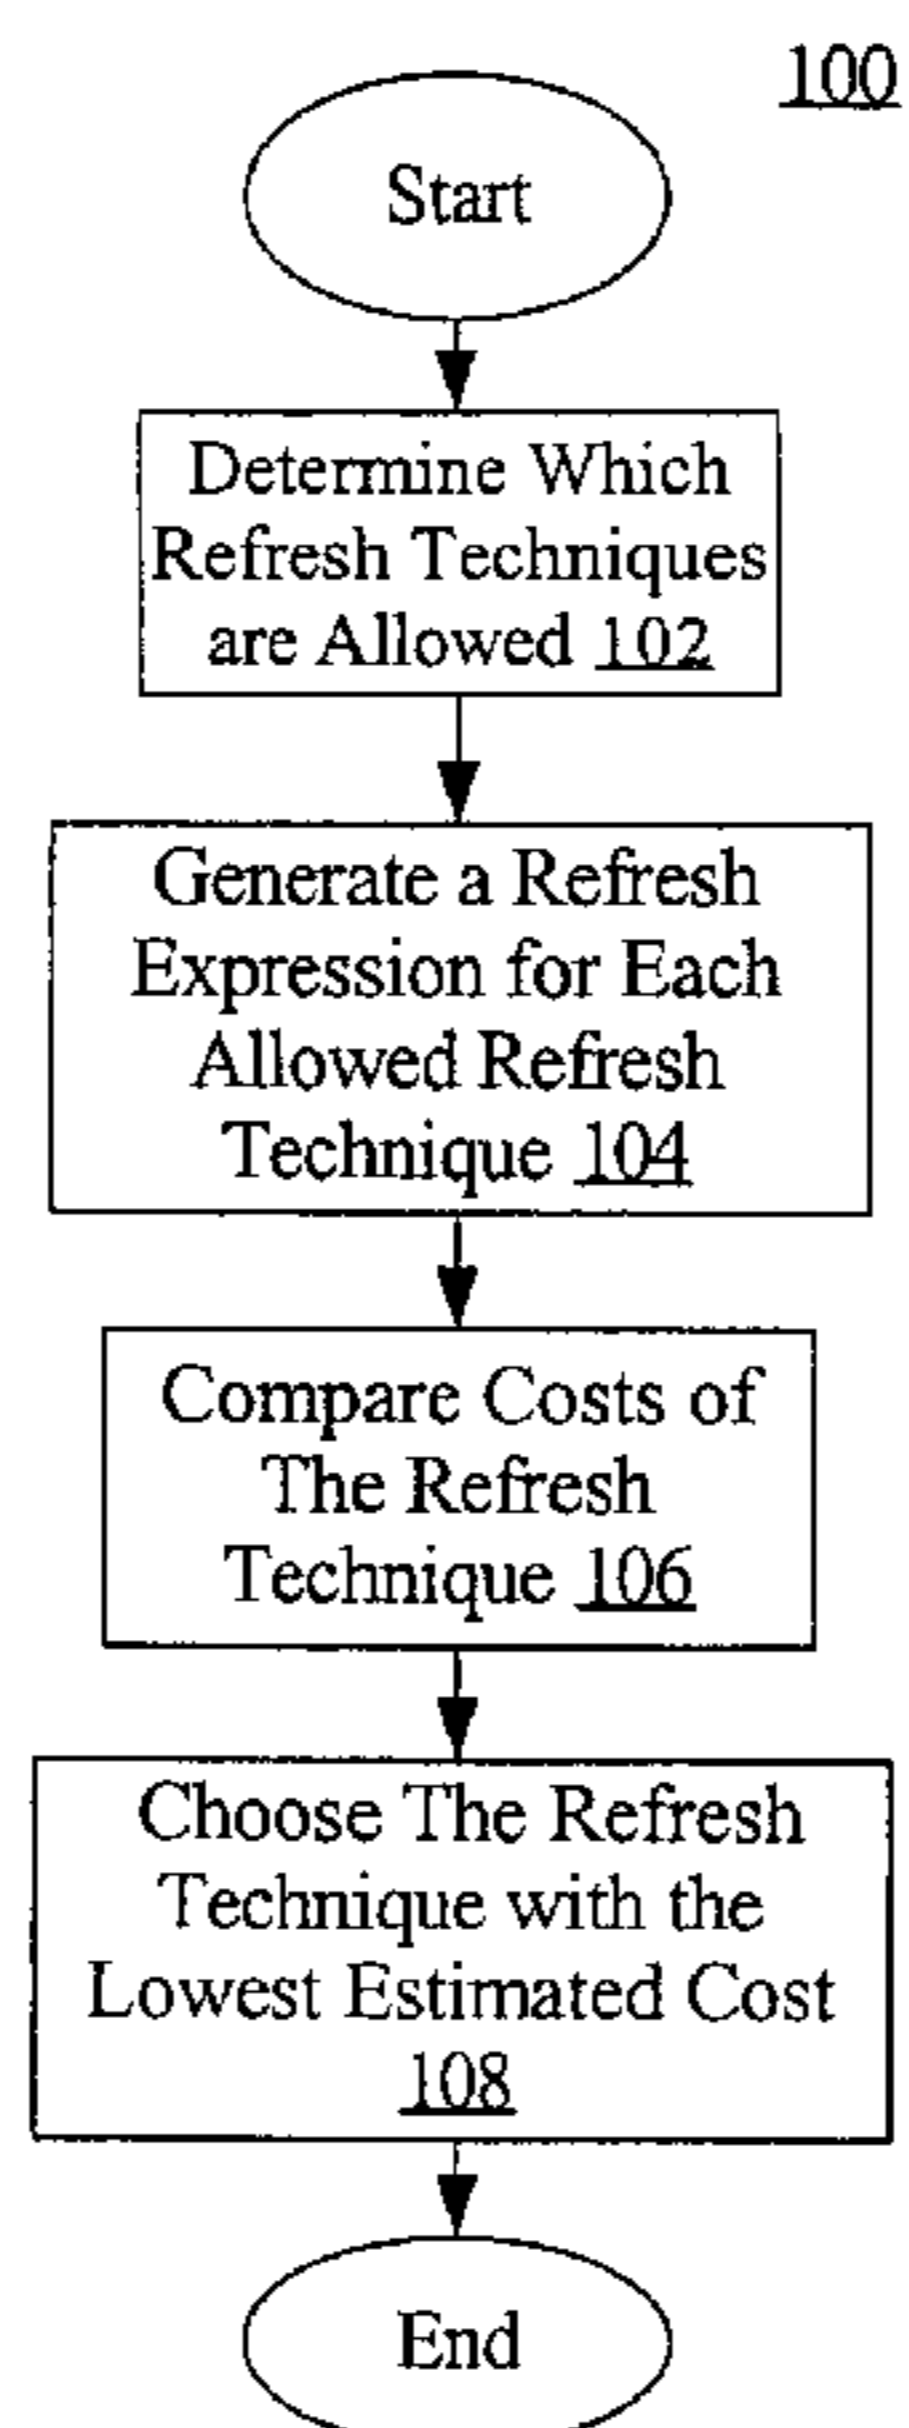 100
Start
Determine Which
Refresh Techniques
are Allowed 102
Generate a Refresh
Expression for Each
Allowed Refresh
Technique 104
Compare Costs of
The Refresh
Technique 106
Choose The Refresh
Technique with the
Lowest Estimated Cost
108
End